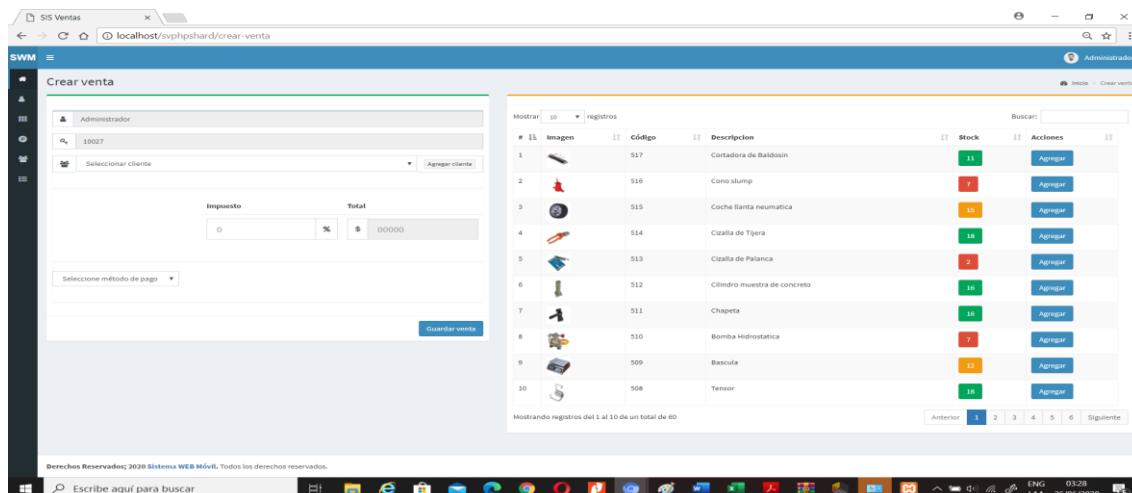 SIS Ventas
localhost/svphpshard/crear-venta
SWM
Administrador
Crear venta
Inicio > Crear venta
Administrador
10027
Seleccionar cliente
Agregar cliente
Impuesto Total
0 % $ 00000
Seleccione método de pago
Guardar venta
Mostrar 10 registros Buscar:
# Imagen Código Descripcion Stock Acciones
1 517 Cortadora de Baldosin 11 Agregar
2 516 Cono slump 7 Agregar
3 515 Coche llanta neumatica 15 Agregar
4 514 Cizalla de Tijera 18 Agregar
5 513 Cizalla de Palanca 2 Agregar
6 512 Cilindro muestra de concreto 16 Agregar
7 511 Chapeta 16 Agregar
8 510 Bomba Hidrostatica 7 Agregar
9 509 Bascula 12 Agregar
10 508 Tensor 18 Agregar
Mostrando registros del 1 al 10 de un total de 60
Anterior 1 2 3 4 5 6 Siguiente
Derechos Reservados; 2020 Sistema WEB Móvil. Todos los derechos reservados.
Escribe aquí para buscar
ENG 03:28